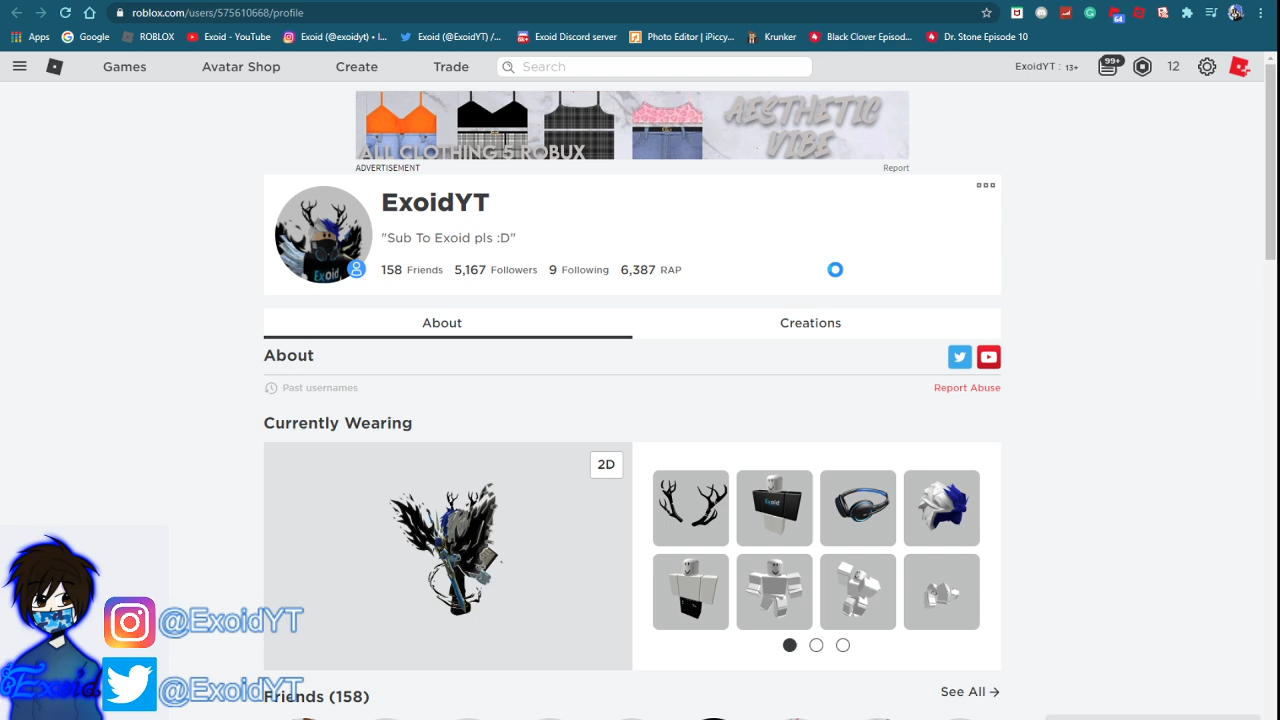 roblox.com/users/575610668/profile
64
Apps Google ROBLOX Exoid - YouTube Exoid (@exoidyt) • I... Exoid (@ExoidYT) /... Exoid Discord server Photo Editor | iPiccy... Krunker Black Clover Episod... Dr. Stone Episode 10
Games Avatar Shop Create Trade Search ExoidYT : 13+ 99+ 12
ALL CLOTHING 5 ROBUX
AESTHETIC
VIBE
ADVERTISEMENT Report
ExoidYT
"Sub To Exoid pls :D"
158 Friends 5,167 Followers 9 Following 6,387 RAP
Exoid
About Creations
About
Past usernames Report Abuse
Currently Wearing
2D
Exoid
@ExoidYT
Exoid
@ExoidYT
Friends (158) See All →